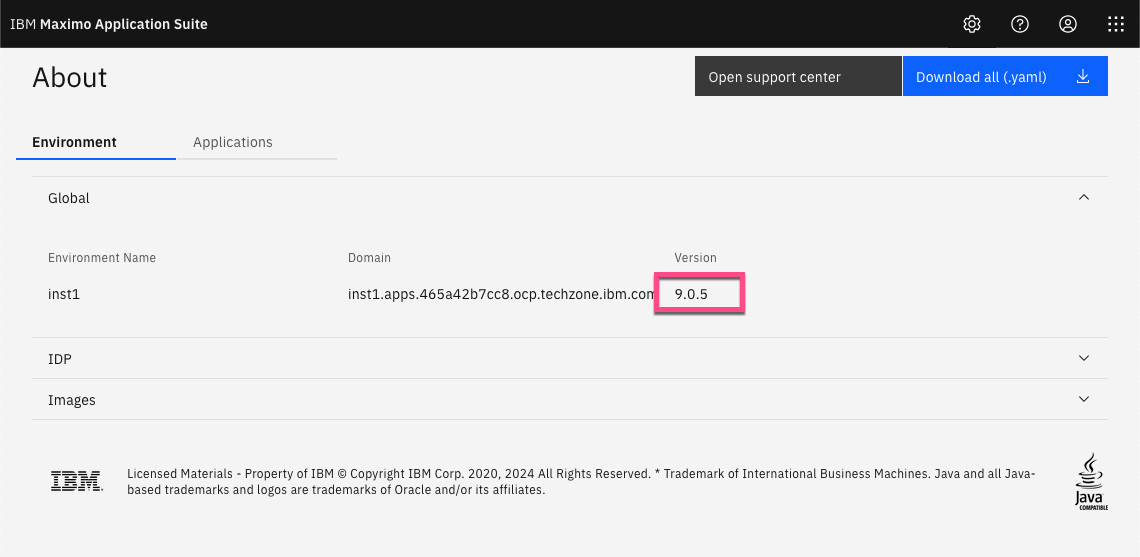 IBM Maximo Application Suite
About
Open support center
Download all (.yaml)
Environment
Applications
Global
Environment Name
Domain
Version
inst1
inst1.apps.465a42b7cc8.ocp.techzone.ibm.com
9.0.5
IDP
Images
IBM
Licensed Materials - Property of IBM © Copyright IBM Corp. 2020, 2024 All Rights Reserved. * Trademark of International Business Machines. Java and all Java-
based trademarks and logos are trademarks of Oracle and/or its affiliates.
Java
COMPATIBLE